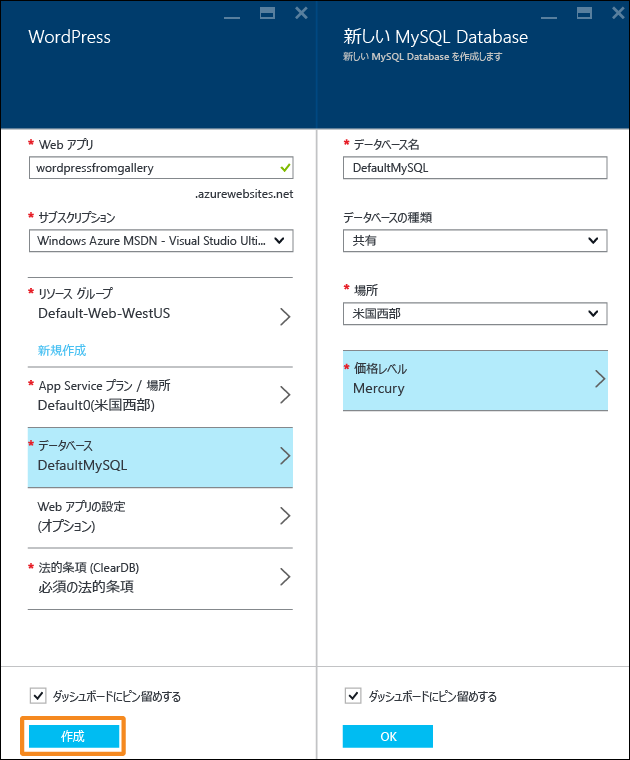 WordPress
* Web アプリ
wordpressfromgallery
.azurewebsites.net
* サブスクリプション
Windows Azure MSDN - Visual Studio Ulti...
* リソース グループ
Default-Web-WestUS
新規作成
* App Service プラン / 場所
Default0(米国西部)
* データベース
DefaultMySQL
Web アプリの設定
(オプション)
* 法的条項 (ClearDB)
必須の法的条項
ダッシュボードにピン留めする
作成
新しい MySQL Database
新しい MySQL Database を作成します
* データベース名
DefaultMySQL
データベースの種類
共有
* 場所
米国西部
* 価格レベル
Mercury
ダッシュボードにピン留めする
OK